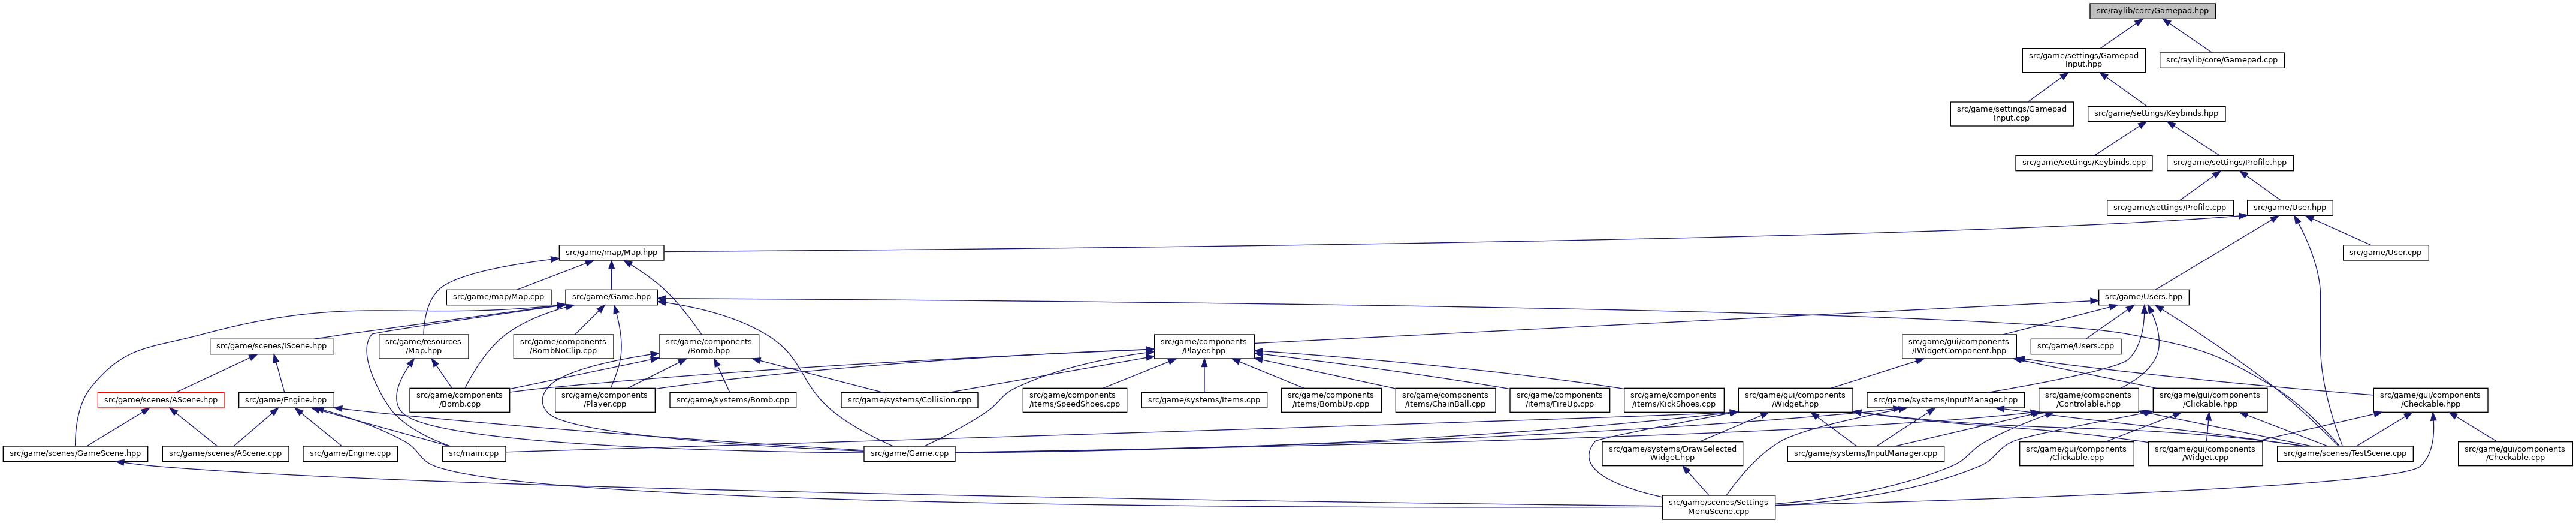 src/raylib/core/Gamepad.hpp
src/game/settings/Gamepad
Input.hpp
src/raylib/core/Gamepad.cpp
src/game/settings/Gamepad
Input.cpp
src/game/settings/Keybinds.hpp
src/game/settings/Keybinds.cpp
src/game/settings/Profile.hpp
src/game/settings/Profile.cpp
src/game/User.hpp
src/game/map/Map.hpp
src/game/User.cpp
src/game/map/Map.cpp
src/game/Game.hpp
src/game/Users.hpp
src/game/scenes/IScene.hpp
src/game/resources
/Map.hpp
src/game/components
/BombNoClip.cpp
src/game/components
/Bomb.hpp
src/game/components
/Player.hpp
src/game/gui/components
/IWidgetComponent.hpp
src/game/Users.cpp
src/game/scenes/AScene.hpp
src/game/Engine.hpp
src/game/components
/Bomb.cpp
src/game/components
/Player.cpp
src/game/systems/Bomb.cpp
src/game/systems/Collision.cpp
src/game/components
/items/SpeedShoes.cpp
src/game/systems/Items.cpp
src/game/components
/items/BombUp.cpp
src/game/components
/items/ChainBall.cpp
src/game/components
/items/FireUp.cpp
src/game/components
/items/KickShoes.cpp
src/game/gui/components
/Widget.hpp
src/game/systems/InputManager.hpp
src/game/components
/Controlable.hpp
src/game/gui/components
/Clickable.hpp
src/game/gui/components
/Checkable.hpp
src/game/scenes/GameScene.hpp
src/game/scenes/AScene.cpp
src/game/Engine.cpp
src/main.cpp
src/game/Game.cpp
src/game/systems/DrawSelected
Widget.hpp
src/game/systems/InputManager.cpp
src/game/gui/components
/Clickable.cpp
src/game/gui/components
/Widget.cpp
src/game/scenes/TestScene.cpp
src/game/gui/components
/Checkable.cpp
src/game/scenes/Settings
MenuScene.cpp